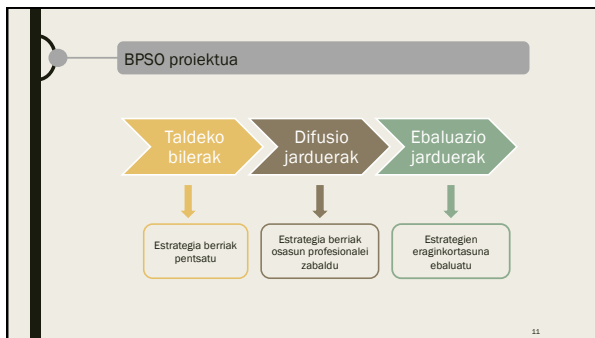 BPSO proiektua
Taldeko
bilerak
Difusio
jarduerak
Ebaluazio
jarduerak
Estrategia berriak
pentsatu
Estrategia berriak
osasun profesionalei
zabaldu
Estrategien
eraginkortasuna
ebaluatu
11